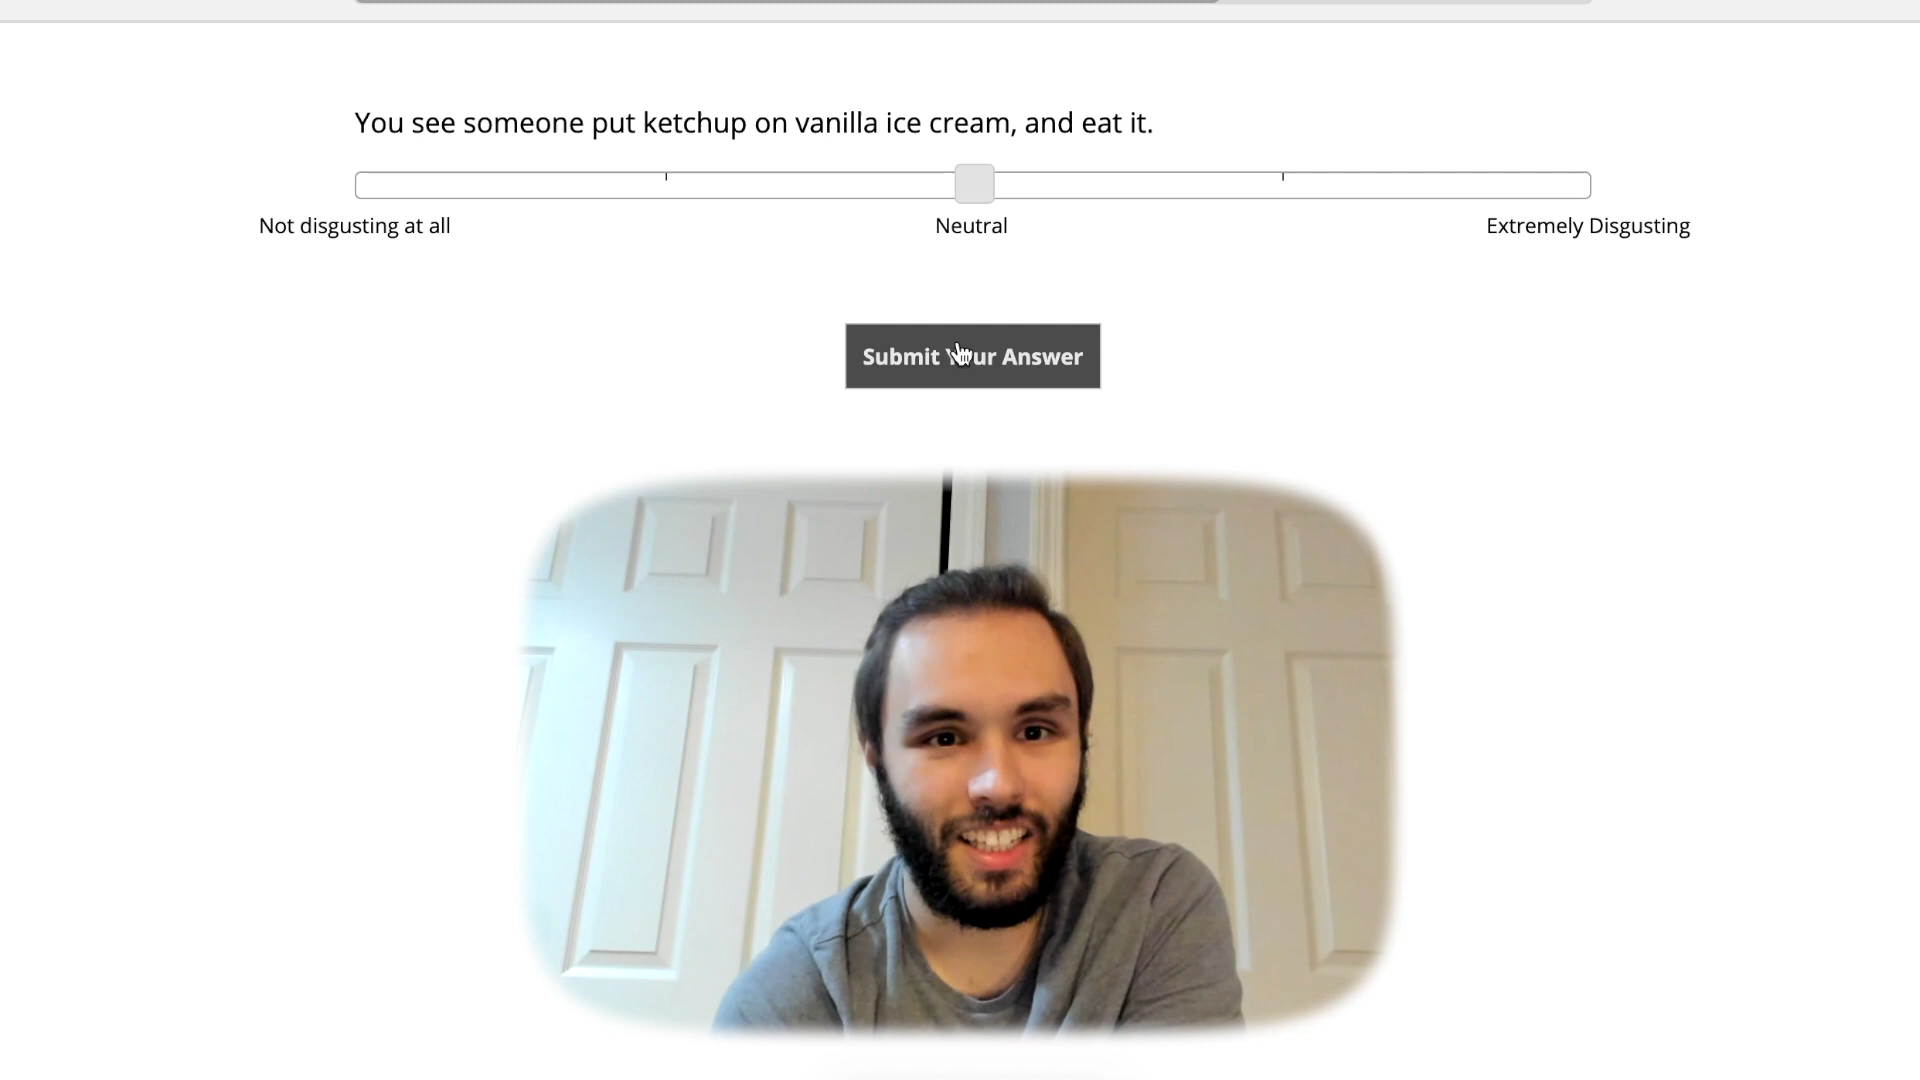 You see someone put ketchup on vanilla ice cream, and eat it.
Not disgusting at all Neutral Extremely Disgusting
Submit Your Answer